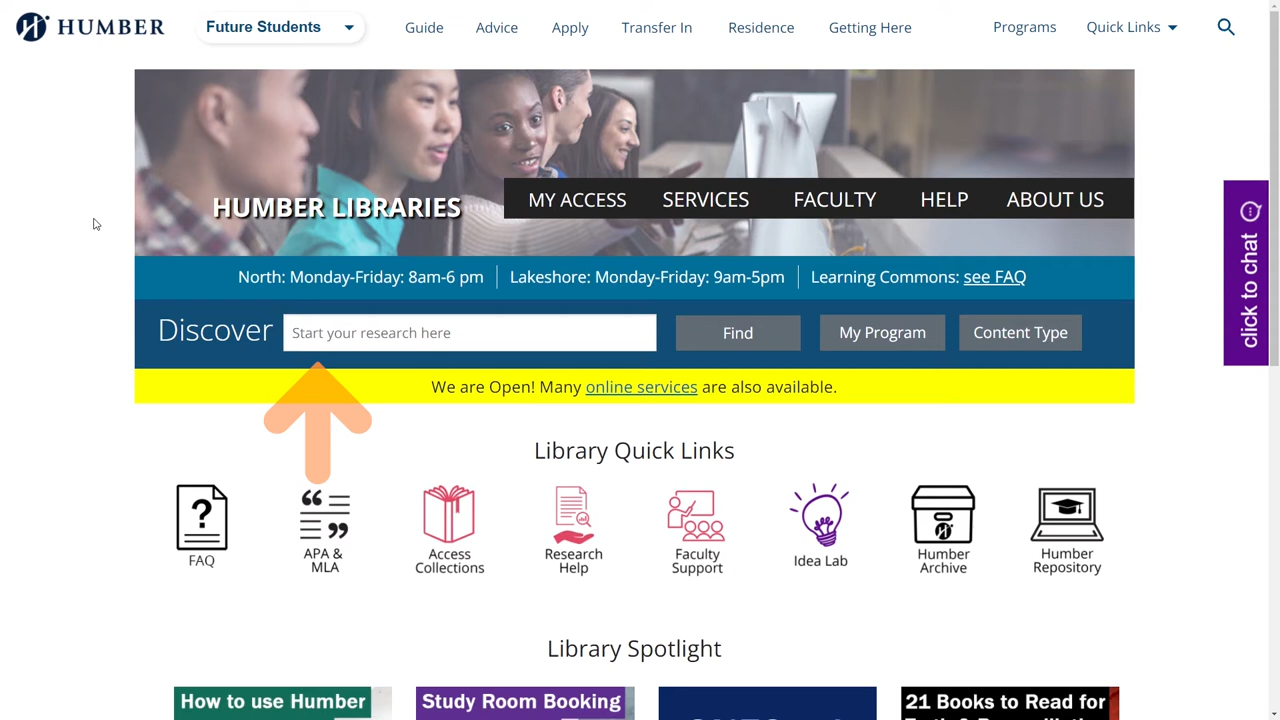 HUMBER
Future Students
Guide
Advice
Apply
Transfer In
Residence
Getting Here
Programs
Quick Links
HUMBER LIBRARIES
MY ACCESS
SERVICES
FACULTY
HELP
ABOUT US
North: Monday-Friday: 8am-6 pm
Lakeshore: Monday-Friday: 9am-5pm
Learning Commons: see FAQ
click to chat
Discover
Start your research here
Find
My Program
Content Type
We are Open! Many online services are also available.
Library Quick Links
FAQ
APA &
MLA
Access
Collections
Research
Help
Faculty
Support
Idea Lab
Humber
Archive
Humber
Repository
Library Spotlight
How to use Humber
Study Room Booking
21 Books to Read for